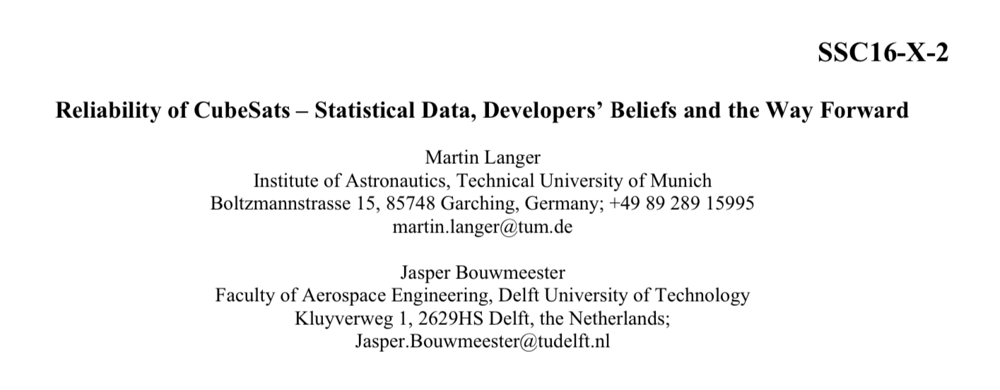 SSC16-X-2
Reliability of CubeSats – Statistical Data, Developers’ Beliefs and the Way Forward
Martin Langer
Institute of Astronautics, Technical University of Munich
Boltzmannstrasse 15, 85748 Garching, Germany; +49 89 289 15995
martin.langer@tum.de
Jasper Bouwmeester
Faculty of Aerospace Engineering, Delft University of Technology
Kluyverweg 1, 2629HS Delft, the Netherlands;
Jasper.Bouwmeester@tudelft.nl